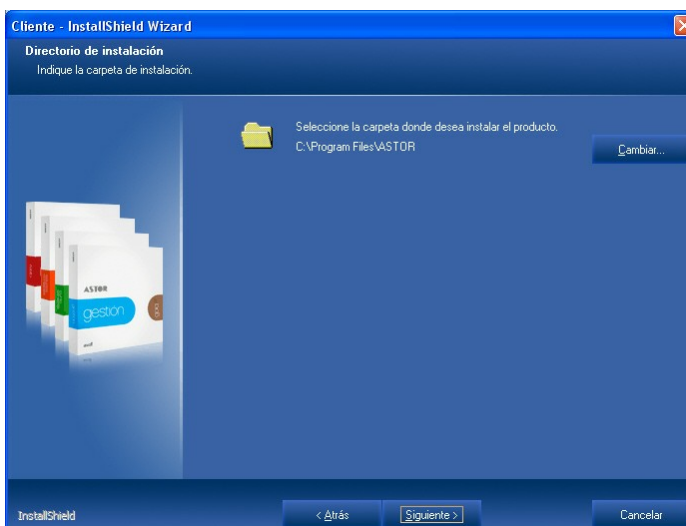 Cliente - InstallShield Wizard
Directorio de instalación
Indique la carpeta de instalación.
Seleccione la carpeta donde desea instalar el producto.
C:\Program Files\ASTOR
Cambiar...
ASTOR
gestión
InstallShield
< Atrás
Siguiente >
Cancelar